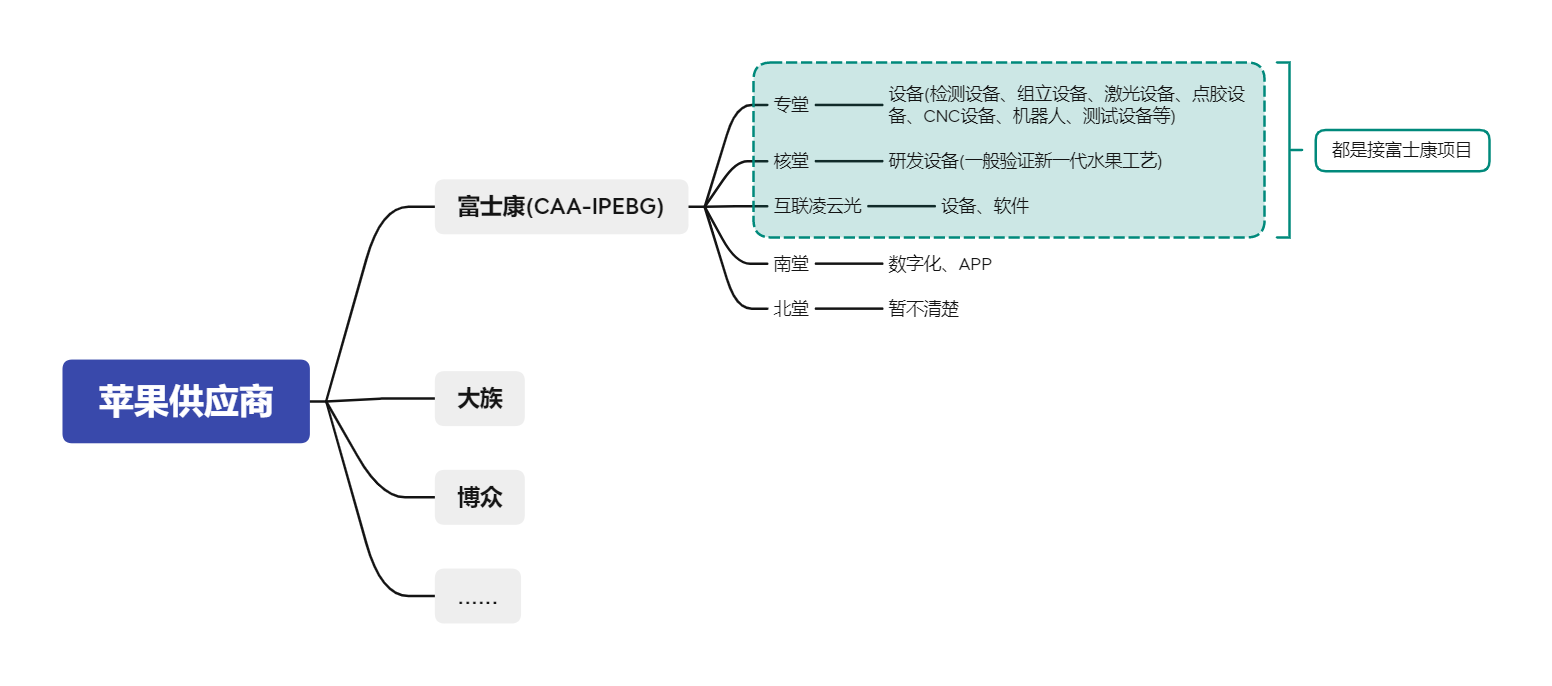 专堂
设备(检测设备、组立设备、激光设备、点胶设
备、CNC设备、机器人、测试设备等)
核堂
研发设备(一般验证新一代水果工艺)
都是接富士康项目
富士康(CAA-IPEBG)
互联凌云光
设备、软件
南堂
数字化、APP
北堂
暂不清楚
苹果供应商
大族
博众
......